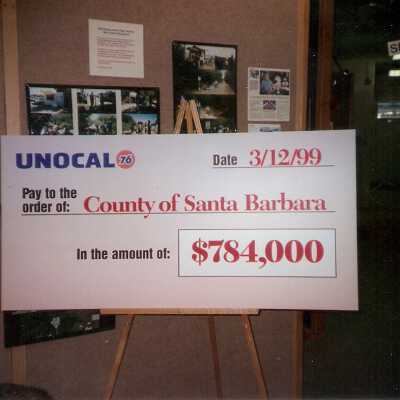 UNOCAL 76
Date 3/12/99
Pay to the
order of: County of Santa Barbara
In the amount of: $784,000